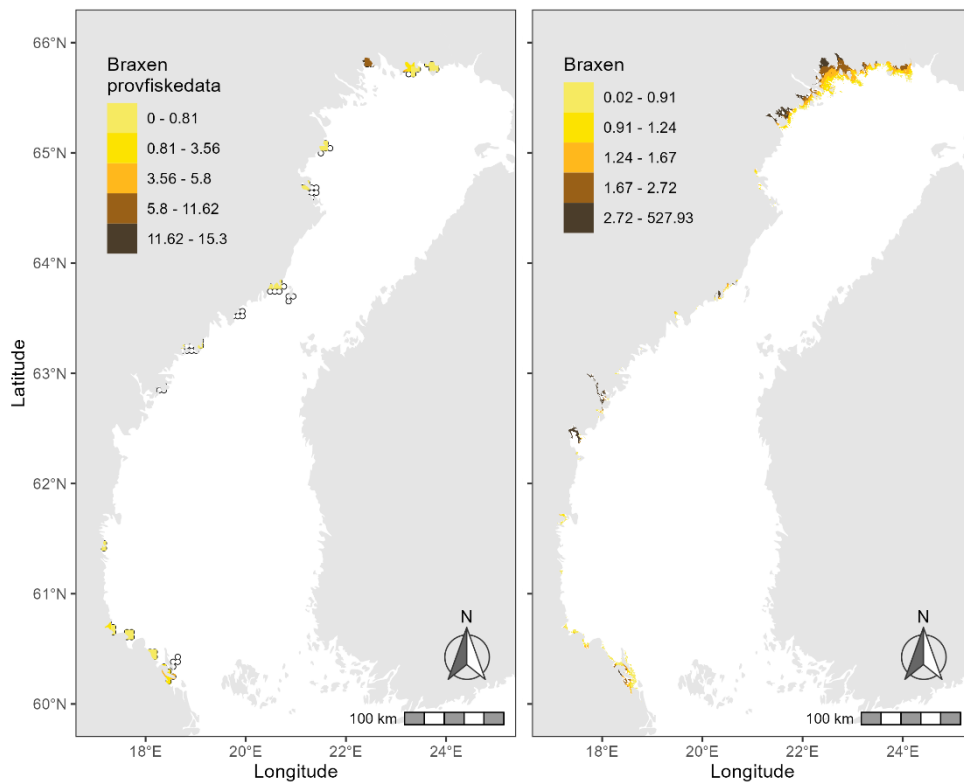 Braxen
provfiskedata
0 - 0.81
0.81 - 3.56
3.56 - 5.8
5.8 - 11.62
11.62 - 15.3
66°N
65°N
64°N
63°N
62°N
61°N
60°N
Latitude
N
100 km
18°E
20°E
22°E
24°E
Longitude
Braxen
0.02 - 0.91
0.91 - 1.24
1.24 - 1.67
1.67 - 2.72
2.72 - 527.93
N
100 km
18°E
20°E
22°E
24°E
Longitude